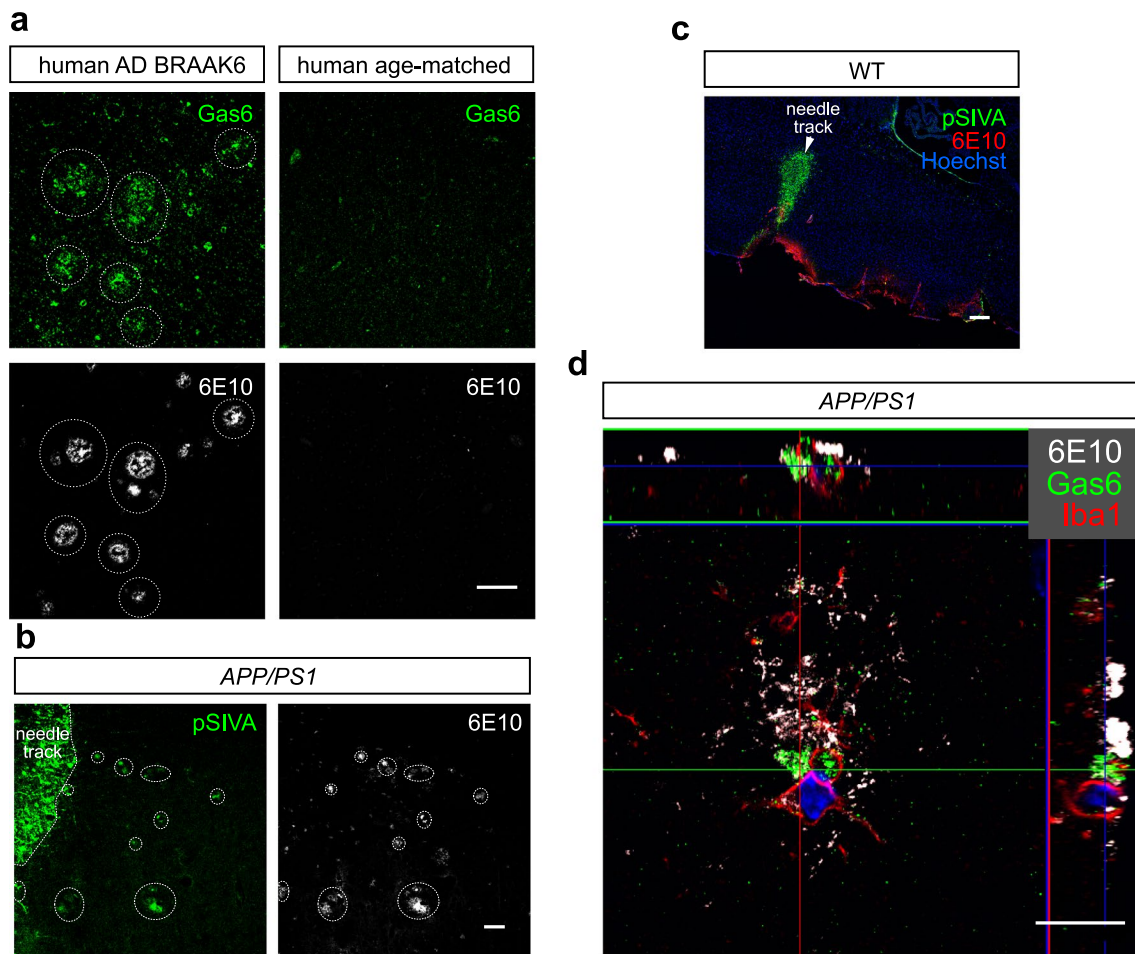 a
human AD BRAAK6
human age-matched
Gas6
Gas6
6E10
6E10
b
APP/PS1
pSIVA
needle
track
6E10
c
WT
needle
track
pSIVA
6E10
Hoechst
d
APP/PS1
6E10
Gas6
Iba1